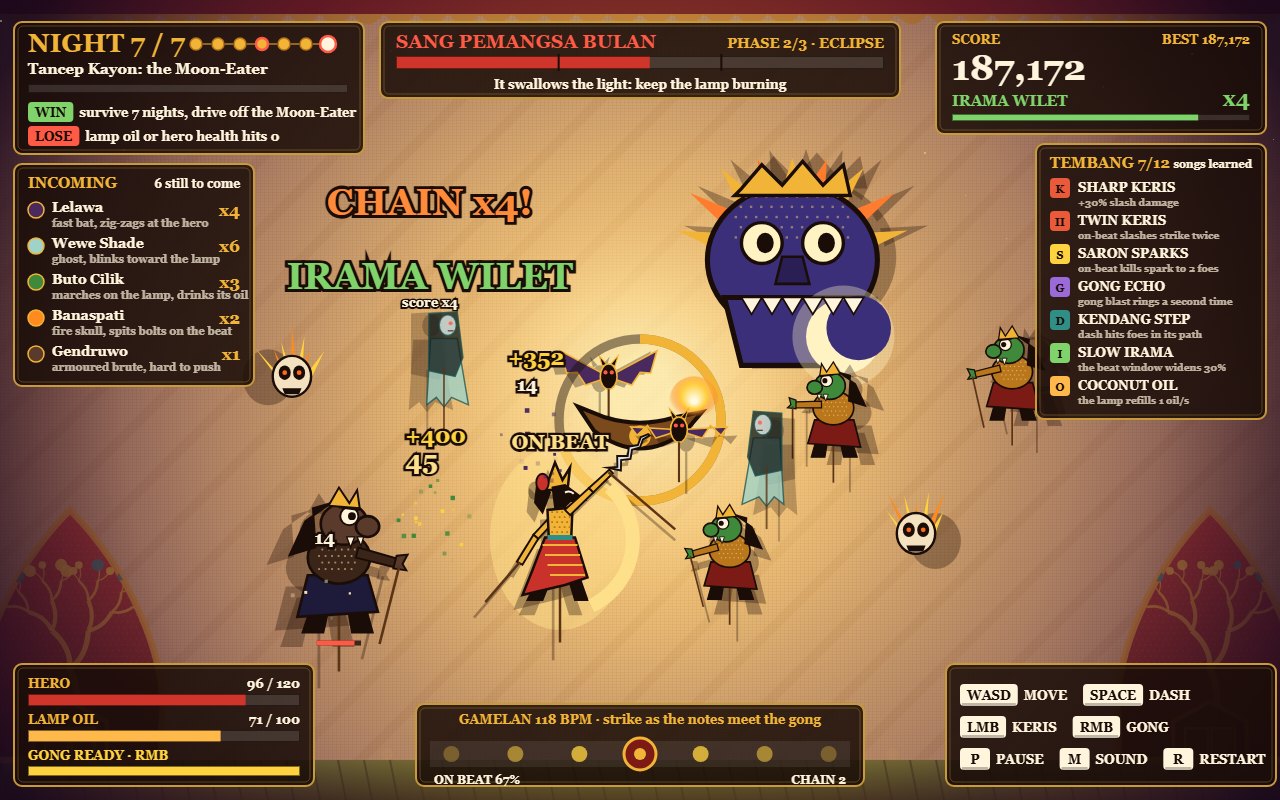 NIGHT 7 / 7
Tancep Kayon: the Moon-Eater
WIN survive 7 nights, drive off the Moon-Eater
LOSE lamp oil or hero health hits 0
SANG PEMANGSA BULAN PHASE 2/3 · ECLIPSE
It swallows the light: keep the lamp burning
SCORE BEST 187,172
187,172
IRAMA WILET x4
INCOMING 6 still to come
Lelawa x4
fast bat, zig-zags at the hero
Wewe Shade x6
ghost, blinks toward the lamp
Buto Cilik x3
marches on the lamp, drinks its oil
Banaspati x2
fire skull, spits bolts on the beat
Gendruwo x1
armoured brute, hard to push
TEMBANG 7/12 songs learned
K SHARP KERIS
+30% slash damage
II TWIN KERIS
on-beat slashes strike twice
S SARON SPARKS
on-beat kills spark to 2 foes
G GONG ECHO
gong blast rings a second time
D KENDANG STEP
dash hits foes in its path
I SLOW IRAMA
the beat window widens 30%
O COCONUT OIL
the lamp refills 1 oil/s
CHAIN x4!
IRAMA WILET
score x4
+352
14
+400
45
ON BEAT
14
HERO 96 / 120
LAMP OIL 71 / 100
GONG READY · RMB
GAMELAN 118 BPM · strike as the notes meet the gong
ON BEAT 67% CHAIN 2
WASD MOVE SPACE DASH
LMB KERIS RMB GONG
P PAUSE M SOUND R RESTART